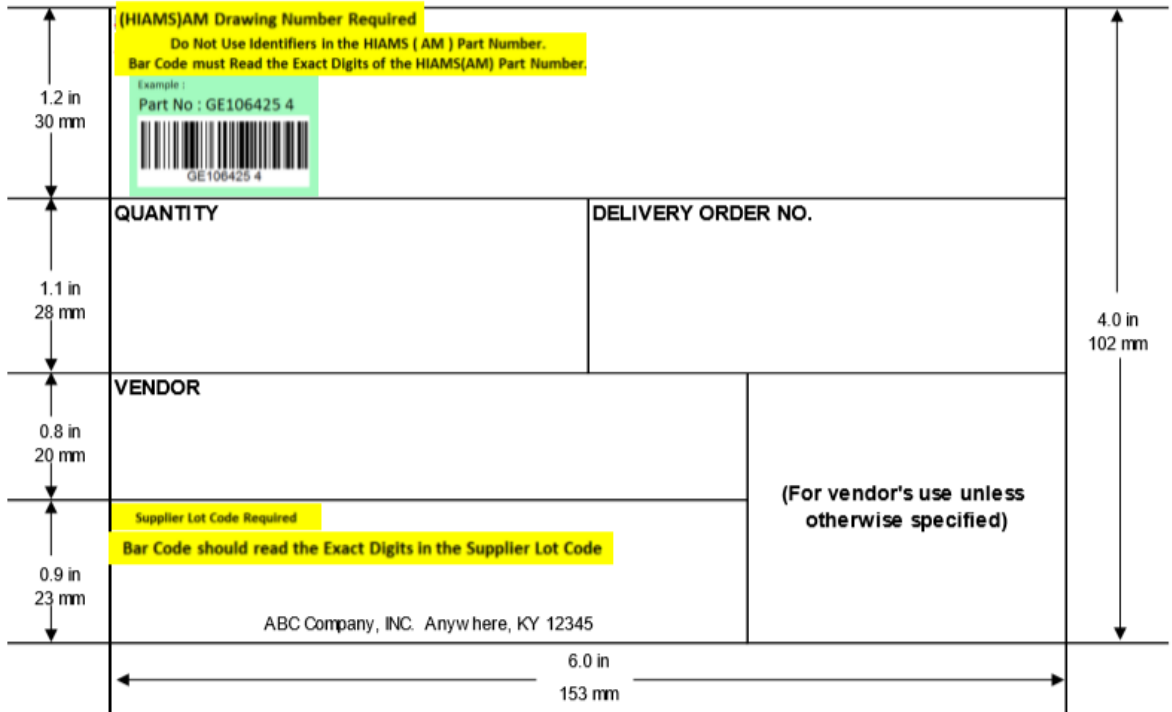 (HIAMS)AM Drawing Number Required
Do Not Use Identifiers in the HIAMS ( AM ) Part Number.
Bar Code must Read the Exact Digits of the HIAMS(AM) Part Number.
Example :
Part No : GE106425 4
GE106425 4
1.2 in
30 mm
QUANTITY
DELIVERY ORDER NO.
1.1 in
28 mm
4.0 in
102 mm
VENDOR
0.8 in
20 mm
(For vendor's use unless
otherwise specified)
Supplier Lot Code Required
Bar Code should read the Exact Digits in the Supplier Lot Code
0.9 in
23 mm
ABC Company, INC. Anywhere, KY 12345
6.0 in
153 mm